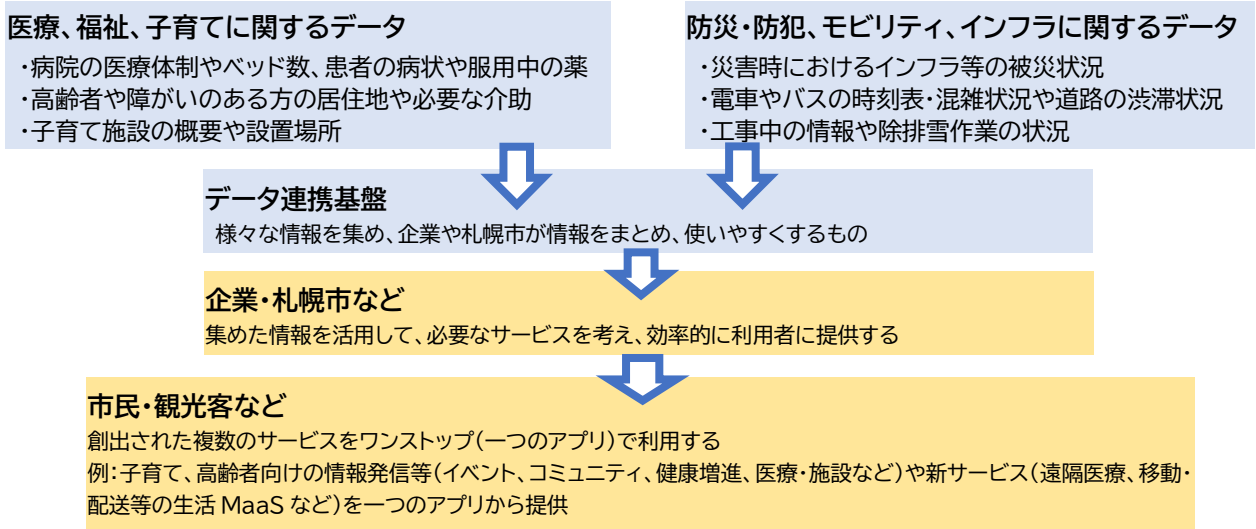 医療、福祉、子育てに関するデータ
・病院の医療体制やベッド数、患者の病状や服用中の薬
・高齢者や障がいのある方の居住地や必要な介助
・子育て施設の概要や設置場所
防災・防犯、モビリティ、インフラに関するデータ
・災害時におけるインフラ等の被災状況
・電車やバスの時刻表・混雑状況や道路の渋滞状況
・工事中の情報や除排雪作業の状況
データ連携基盤
様々な情報を集め、企業や札幌市が情報をまとめ、使いやすくするもの
企業・札幌市など
集めた情報を活用して、必要なサービスを考え、効率的に利用者に提供する
市民・観光客など
創出された複数のサービスをワンストップ(一つのアプリ)で利用する
例:子育て、高齢者向けの情報発信等(イベント、コミュニティ、健康増進、医療・施設など)や新サービス(遠隔医療、移動・
配送等の生活 MaaS など)を一つのアプリから提供